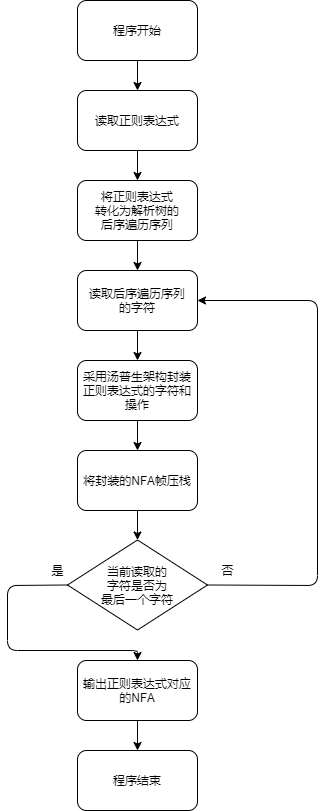 程序开始
读取正则表达式
将正则表达式
转化为解析树的
后序遍历序列
读取后序遍历序列
的字符
采用汤普生架构封装
正则表达式的字符和
操作
将封装的NFA帧压栈
是
否
当前读取的
字符是否为
最后一个字符
输出正则表达式对应
的NFA
程序结束